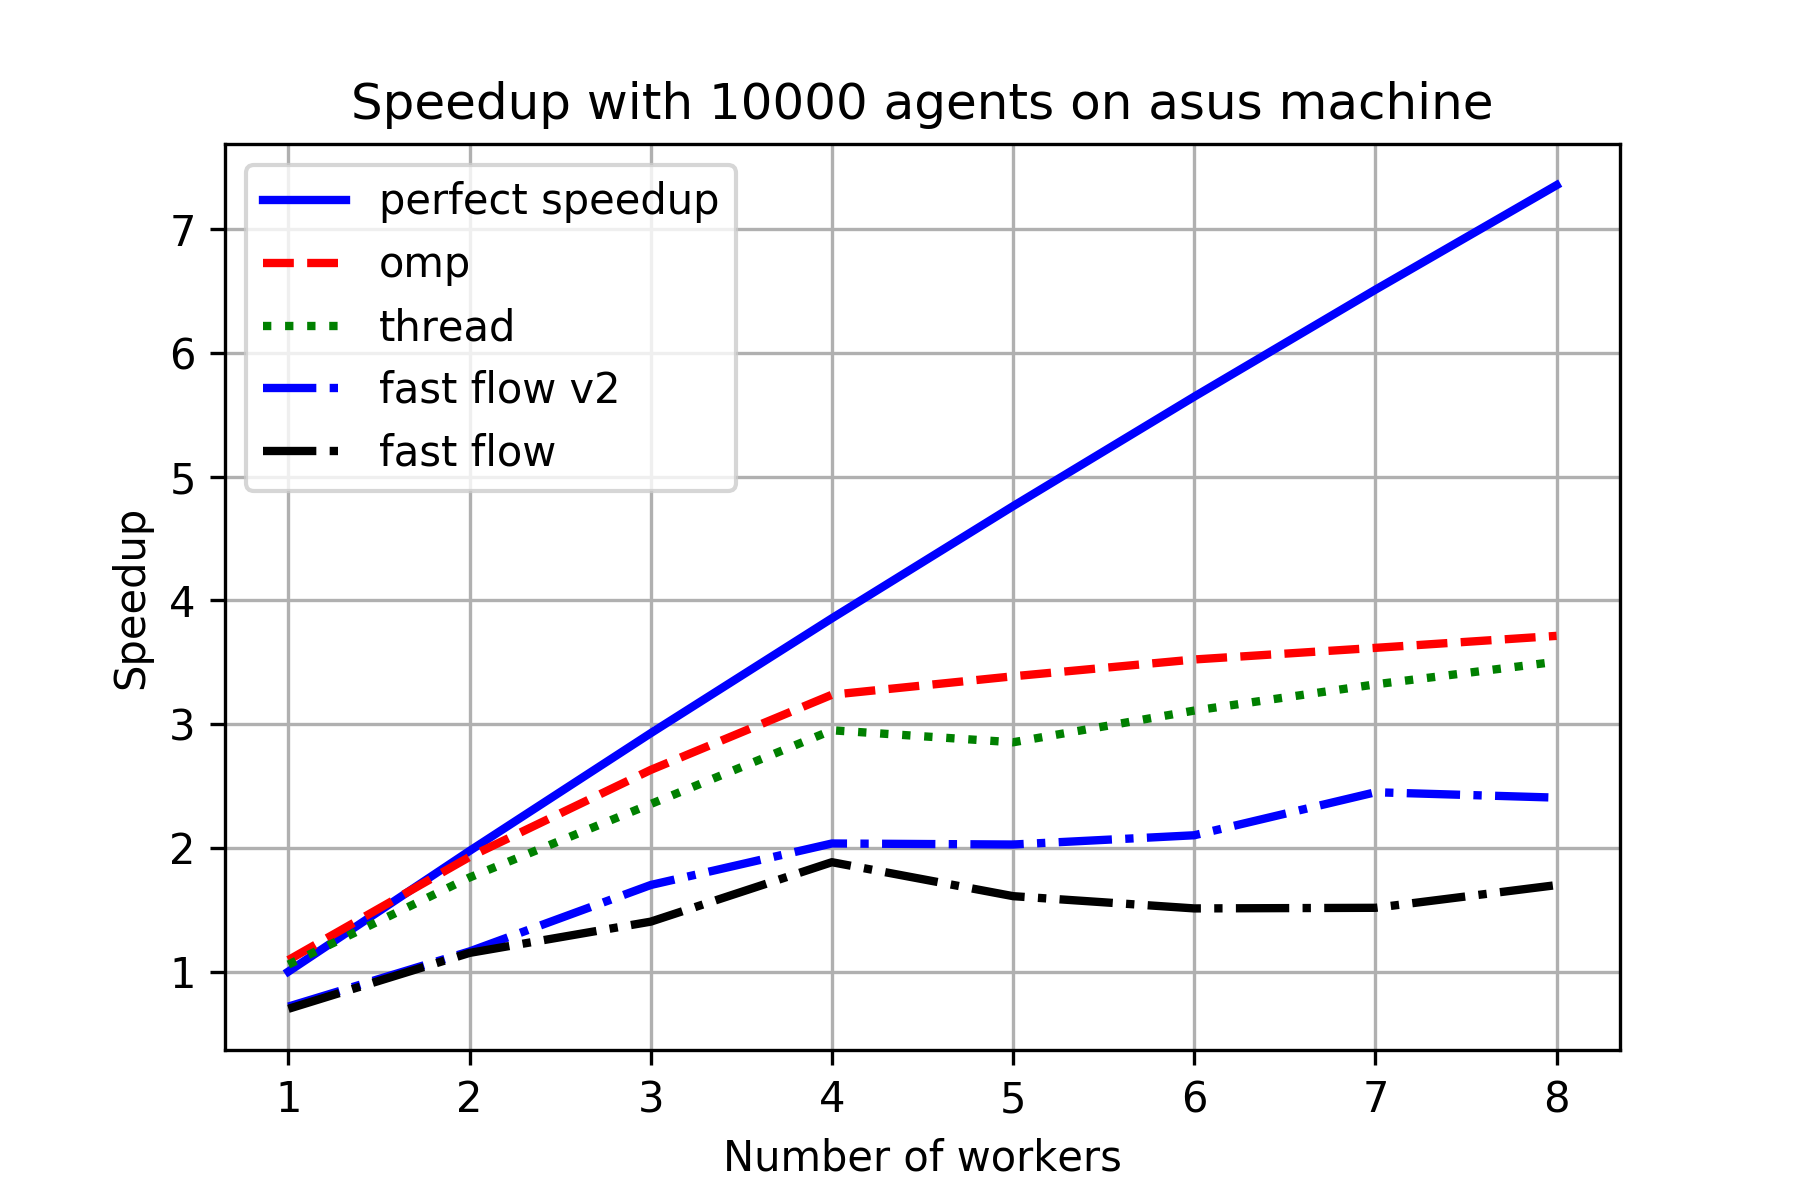 Speedup with 10000 agents on asus machine
perfect speedup
omp
thread
fast flow v2
fast flow
Speedup
7
6
5
4
3
2
1
1 2 3 4 5 6 7 8
Number of workers